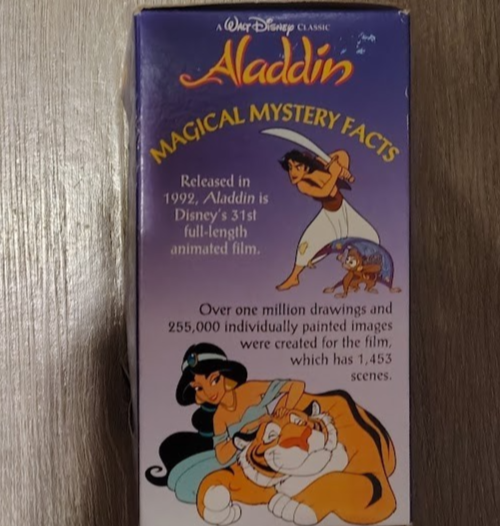 A Walt Disney CLASSIC
Aladdin
MAGICAL MYSTERY FACTS
Released in
1992, Aladdin is
Disney's 31st
full-length
animated film.
Over one million drawings and
255,000 individually painted images
were created for the film,
which has 1,453
scenes.